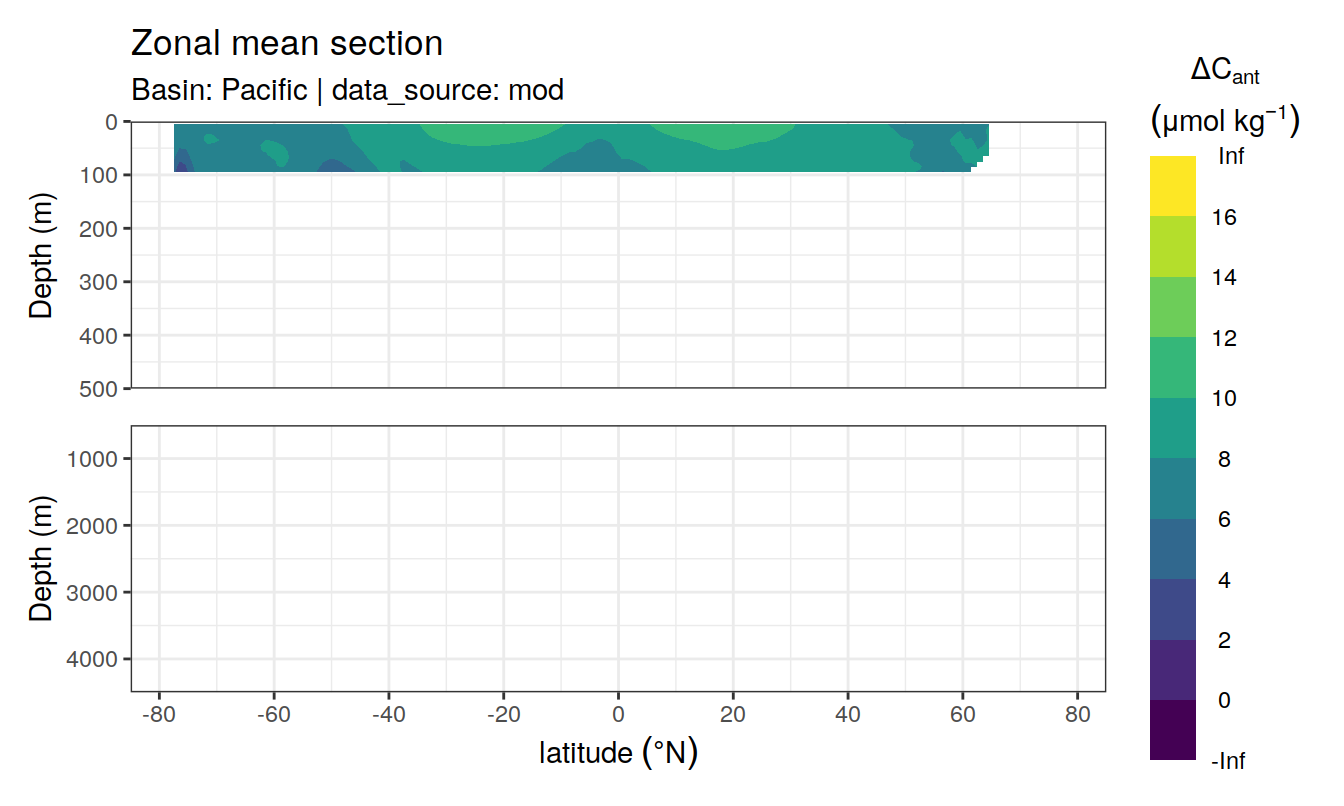 Zonal mean section
Basin: Pacific | data_source: mod
ΔCant
(μmol kg⁻¹)
Inf
16
14
12
10
8
6
4
2
0
-Inf
Depth (m)
0
100
200
300
400
500
Depth (m)
1000
2000
3000
4000
-80 -60 -40 -20 0 20 40 60 80
latitude (°N)